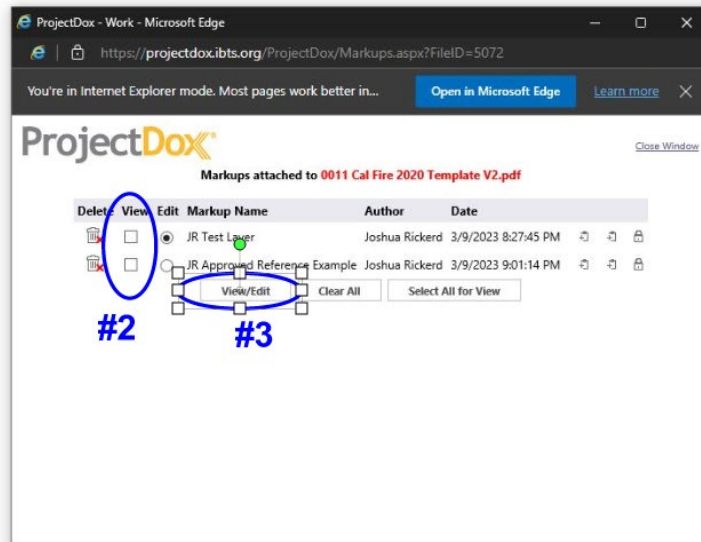 ProjectDox - Work - Microsoft Edge
https://projectdox.ibts.org/ProjectDox/Markups.aspx?FileID=5072
You're in Internet Explorer mode. Most pages work better in... Open in Microsoft Edge Learn more
ProjectDox
Close Window
Markups attached to 0011 Cal Fire 2020 Template V2.pdf
Delete View Edit Markup Name Author Date
JR Test Layer Joshua Rickerd 3/9/2023 8:27:45 PM
JR Approved Reference Example Joshua Rickerd 3/9/2023 9:01:14 PM
View/Edit Clear All Select All for View
#2 #3